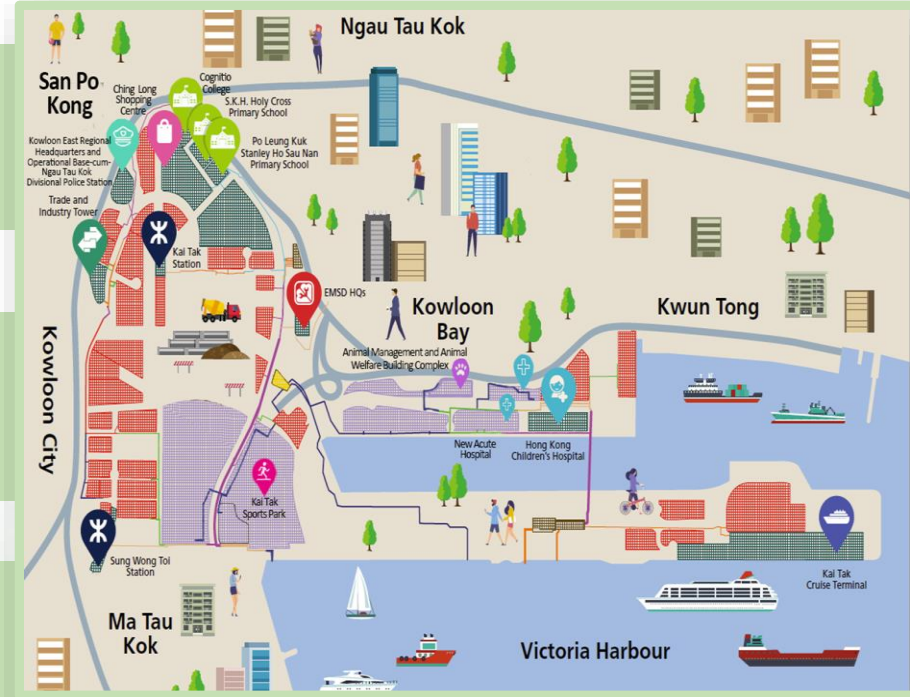 Ngau Tau Kok
San Po
Kong
Ching Long
Shopping
Centre
Cognitio
College
S.K.H. Holy Cross
Primary School
Po Leung Kuk
Stanley Ho Sau Nan
Primary School
Kowloon East Regional
Headquarters and
Operational Base-cum-
Ngau Tau Kok
Divisional Police Station
Trade and
Industry Tower
Kai Tak
Station
EMSD HQs
Kowloon
Bay
Kwun Tong
Animal Management and Animal
Welfare Building Complex
Kowloon City
New Acute
Hospital
Hong Kong
Children's Hospital
Kai Tak
Sports Park
Sung Wong Toi
Station
Kai Tak
Cruise Terminal
Ma Tau
Kok
Victoria Harbour